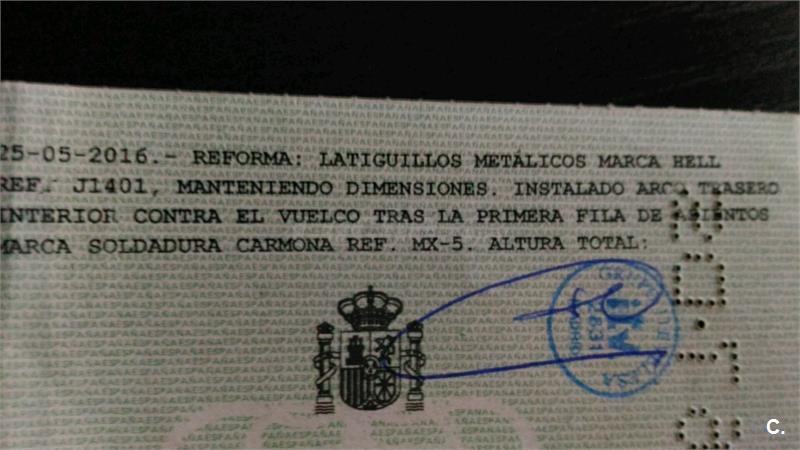 25-05-2016.- REFORMA: LATIGUILLOS METÁLICOS MARCA HELL
REF. J1401, MANTENIENDO DIMENSIONES. INSTALADO ARCO TRASERO
INTERIOR CONTRA EL VUELCO TRAS LA PRIMERA FILA DE ASIENTOS
MARCA SOLDADURA CARMONA REF. MX-5. ALTURA TOTAL:
C.